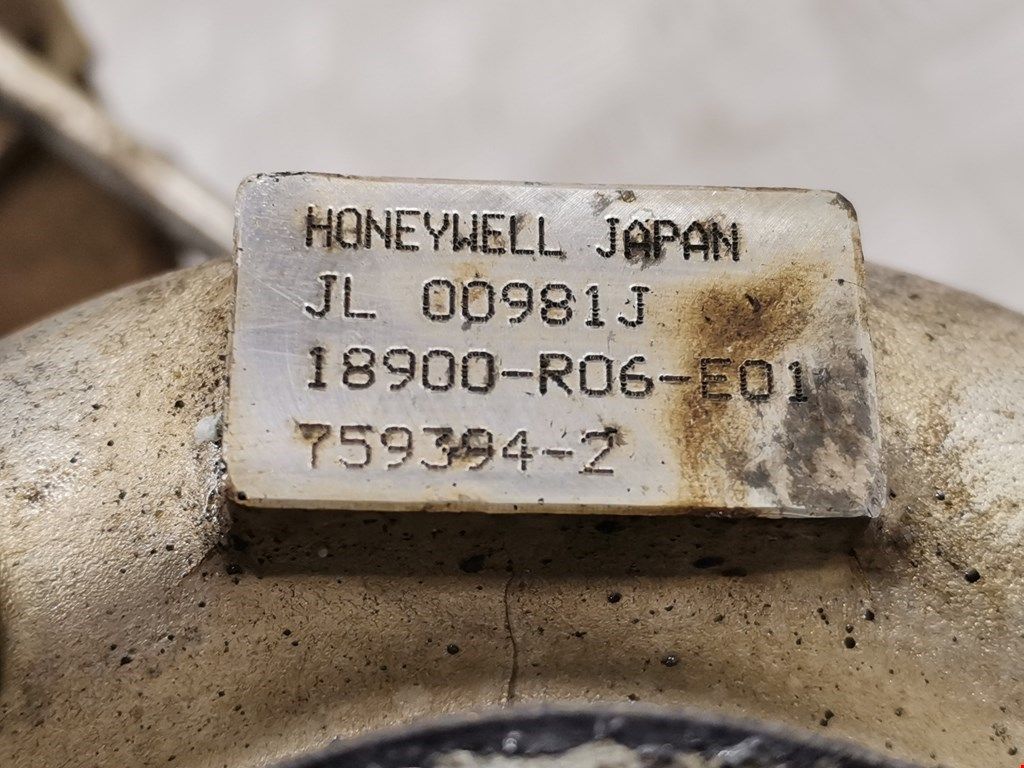 HONEYWELL JAPAN
JL 00981J
18900-R06-E01
759394-2